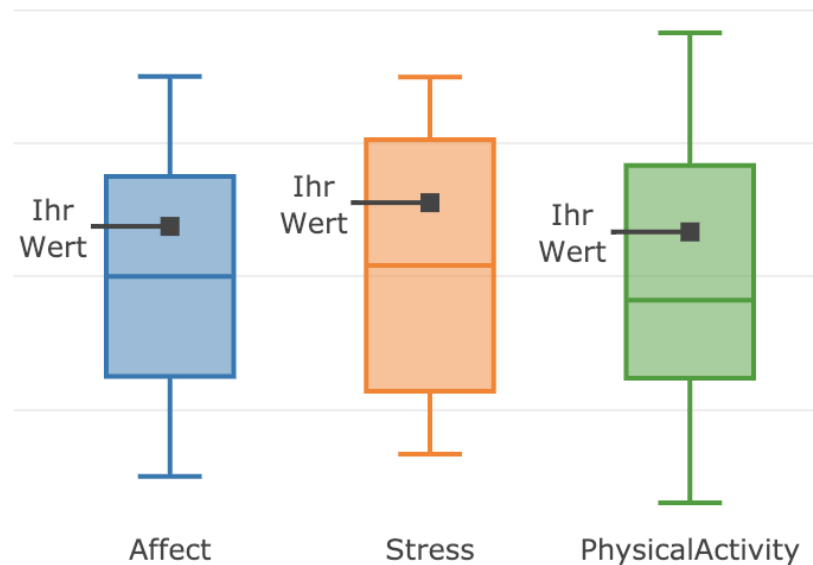 Ihr
Wert
Ihr
Wert
Ihr
Wert
Affect
Stress
PhysicalActivity